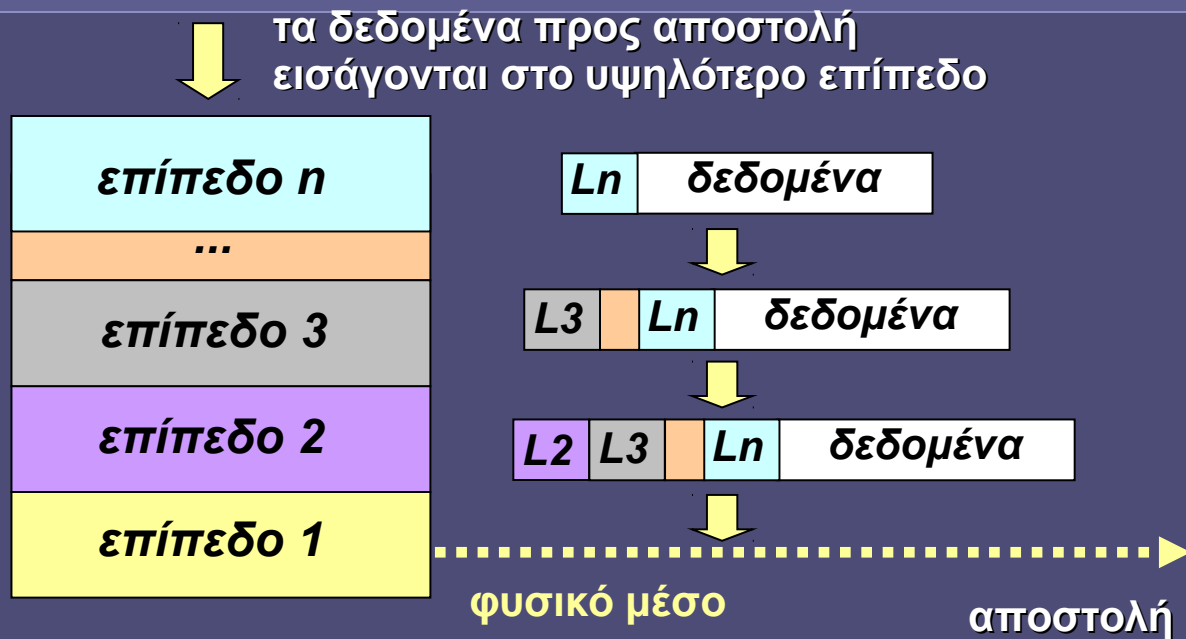 τα δεδομένα προς αποστολή
εισάγονται στο υψηλότερο επίπεδο
επίπεδο n
Ln δεδομένα
...
επίπεδο 3
L3 Ln δεδομένα
επίπεδο 2
L2 L3 Ln δεδομένα
επίπεδο 1
φυσικό μέσο
αποστολή